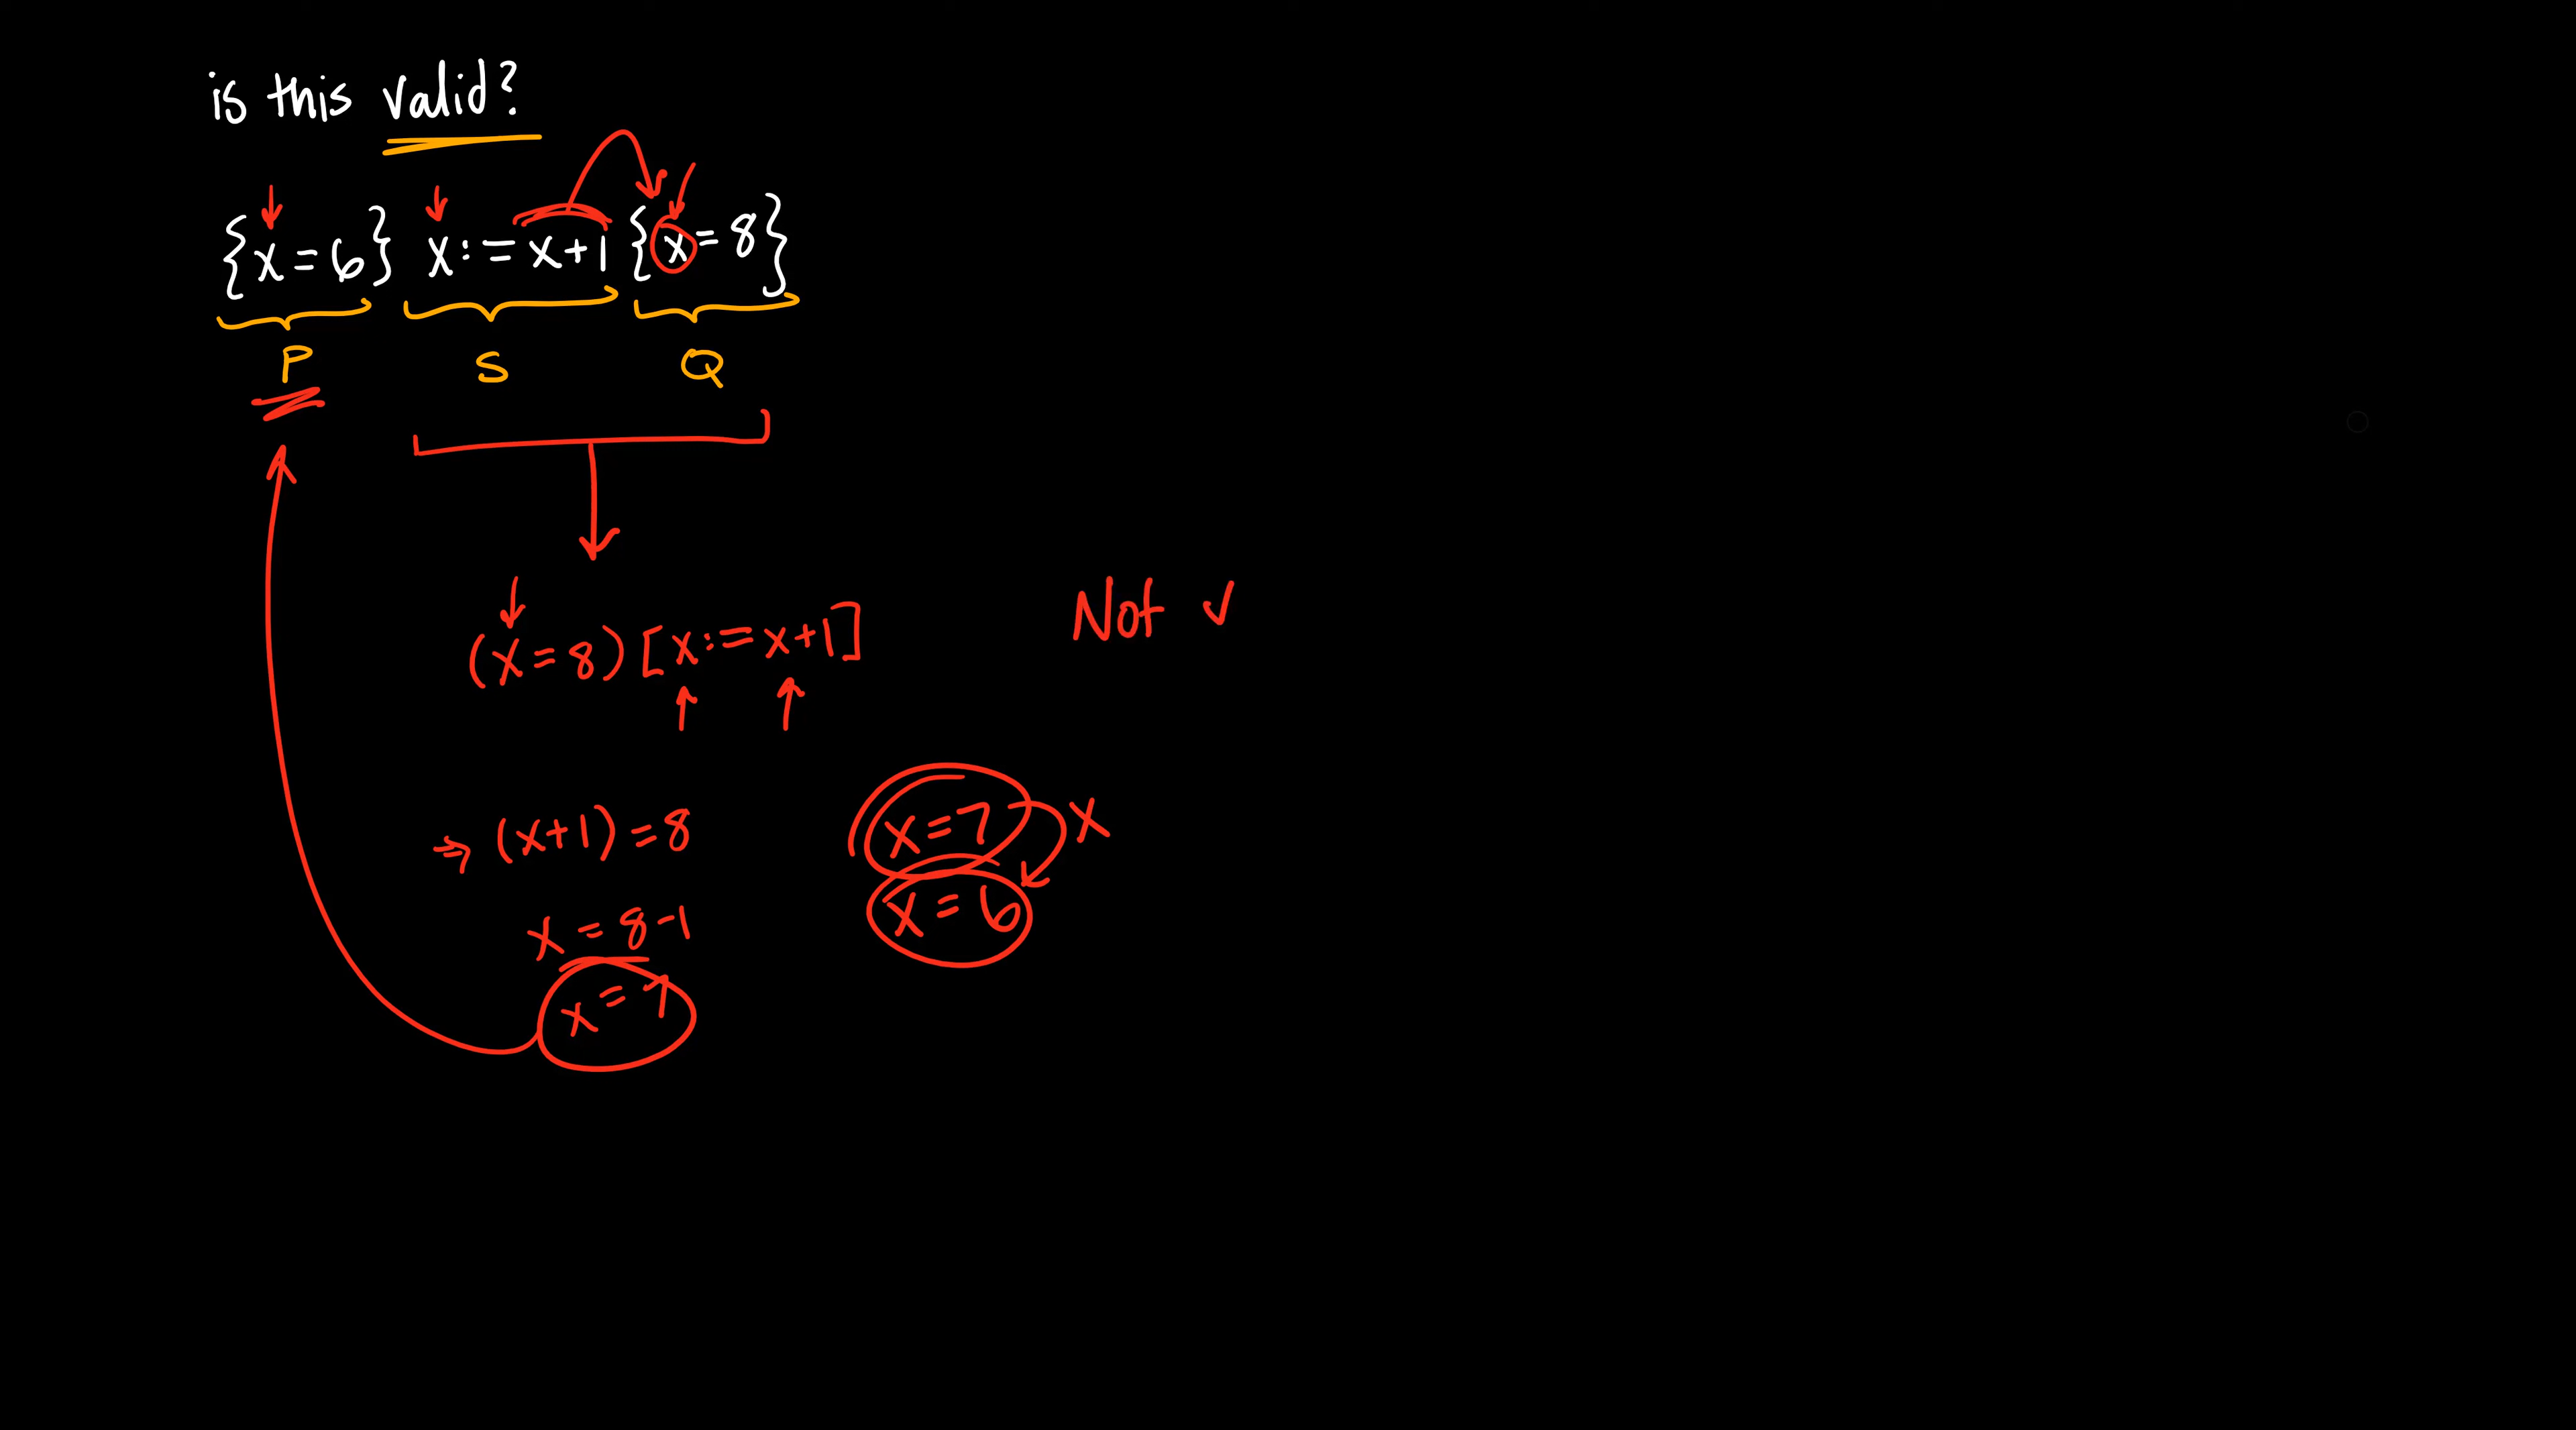 is this valid?
{x = 6} x := x+1 {x = 8}
P S Q
(x = 8) [x := x+1]
Not ✓
⇒ (x+1) = 8
x = 7 X
x = 6
x = 8 - 1
x = 7